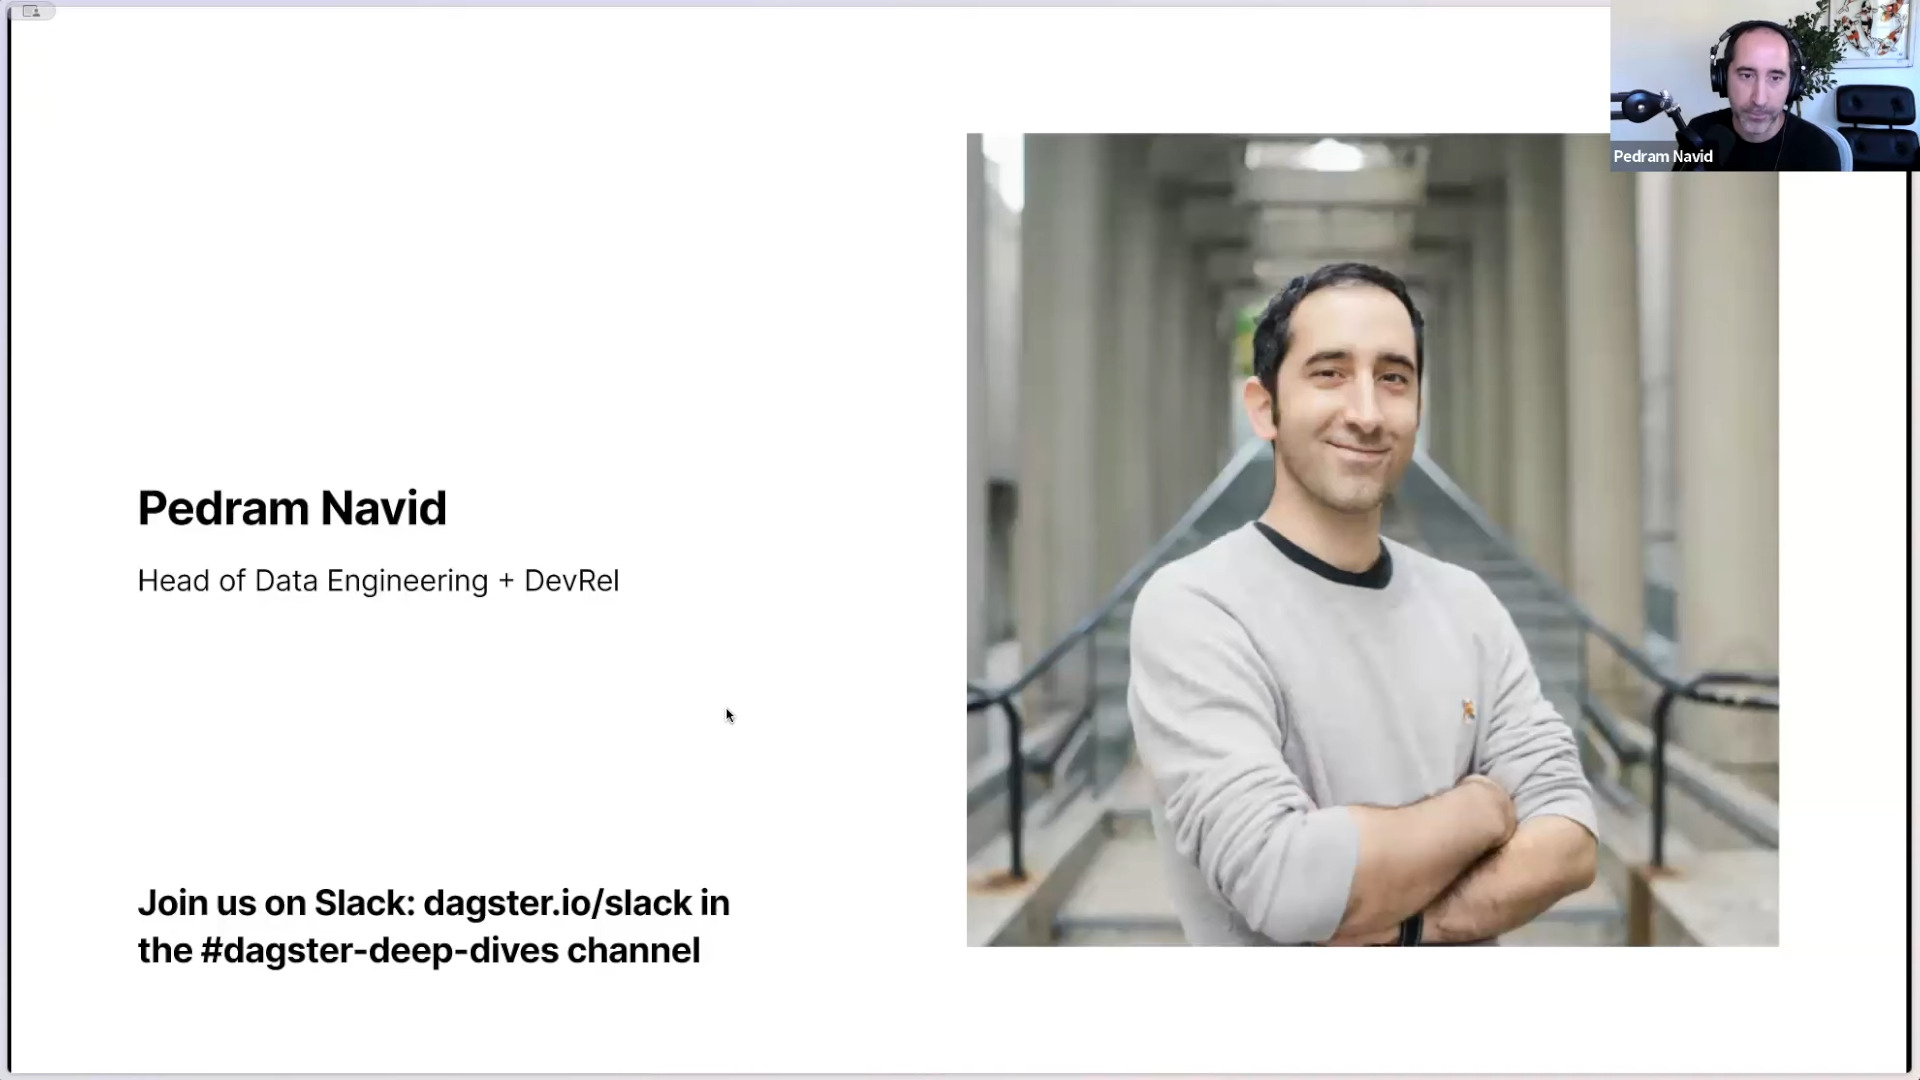 Pedram Navid
Pedram Navid
Head of Data Engineering + DevRel
Join us on Slack: dagster.io/slack in
the #dagster-deep-dives channel